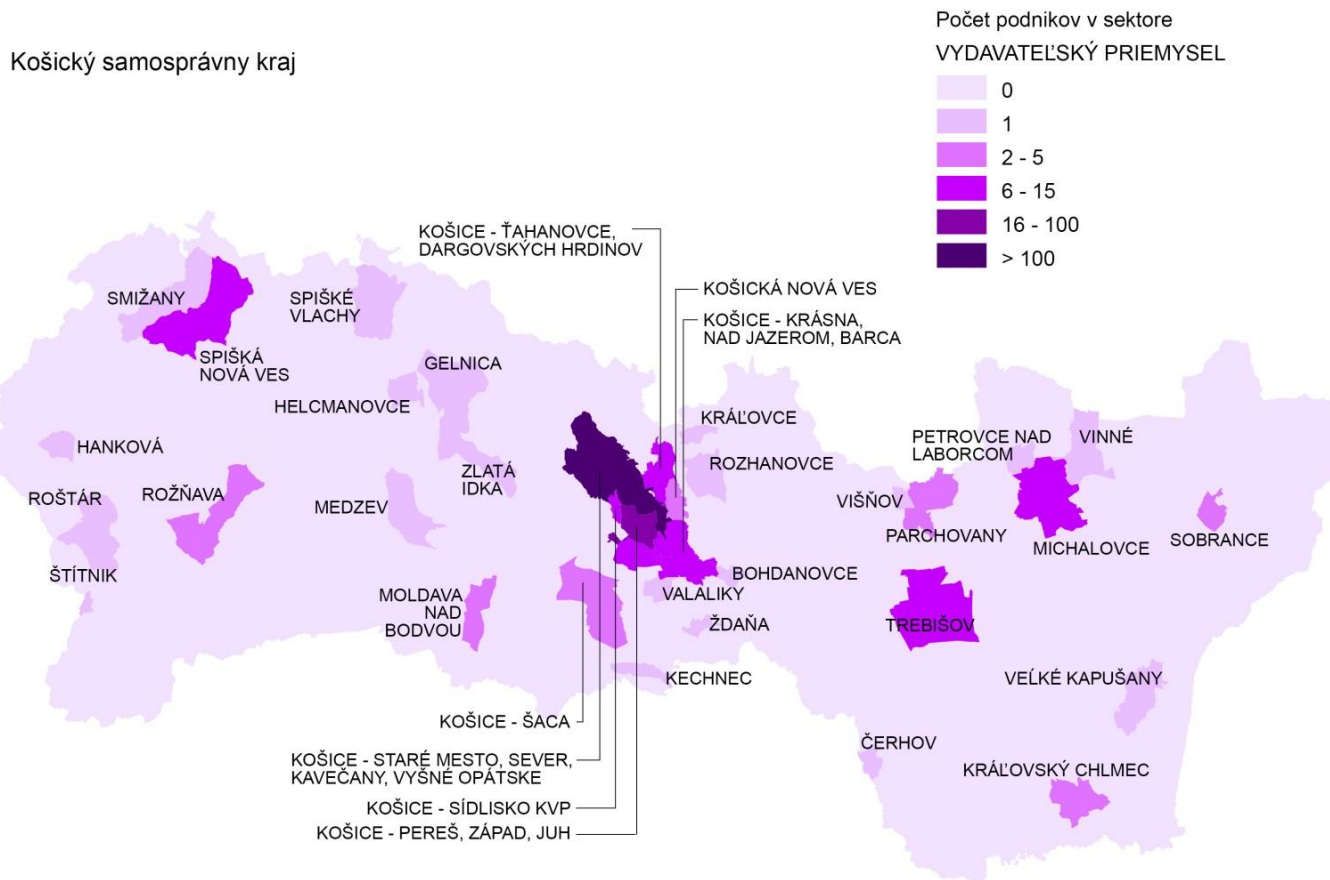 Košický samosprávny kraj
Počet podnikov v sektore
VYDAVATEĽSKÝ PRIEMYSEL
0
1
2 - 5
6 - 15
16 - 100
> 100
KOŠICE - ŤAHANOVCE,
DARGOVSKÝCH HRDINOV
KOŠICKÁ NOVÁ VES
KOŠICE - KRÁSNA,
NAD JAZEROM, BARCA
SMIŽANY
SPIŠKÉ
VLACHY
SPIŠKÁ
NOVÁ VES
GELNICA
HELCMANOVCE
KRÁĽOVCE
HANKOVÁ
ZLATÁ
IDKA
ROZHANOVCE
PETROVCE NAD
LABORCOM
VINNÉ
ROŠTÁR
ROŽŇAVA
MEDZEV
VIŠŇOV
PARCHOVANY
MICHALOVCE
SOBRANCE
ŠTÍTNIK
MOLDAVA
NAD
BODVOU
BOHDANOVCE
VALALIKY
ŽDAŇA
TREBIŠOV
KECHNEC
VEĽKÉ KAPUŠANY
KOŠICE - ŠACA
ČERHOV
KOŠICE - STARÉ MESTO, SEVER,
KAVEČANY, VYŠNÉ OPÁTSKE
KRÁĽOVSKÝ CHLMEC
KOŠICE - SÍDLISKO KVP
KOŠICE - PEREŠ, ZÁPAD, JUH